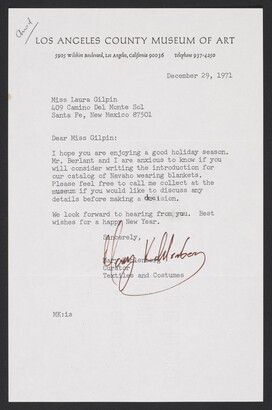 LOS ANGELES COUNTY MUSEUM OF ART
5905 Wilshire Boulevard, Los Angeles, California 90036 Telephone 937-4250
December 29, 1971
Miss Laura Gilpin
409 Camino Del Monte Sol
Santa Fe, New Mexico 87501
Dear Miss Gilpin:
I hope you are enjoying a good holiday season.
Mr. Berlant and I are anxious to know if you
will consider writing the introduction for
our catalog of Navaho wearing blankets.
Please feel free to call me collect at the
museum if you would like to discuss any
details before making a decision.
We look forward to hearing from you. Best
wishes for a happy New Year.
Sincerely,
Mary Kahlenberg
Curator
Textiles and Costumes
MK:is